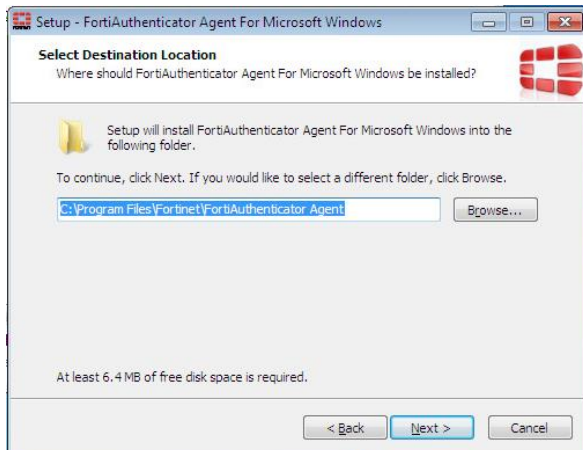 Setup - FortiAuthenticator Agent For Microsoft Windows
Select Destination Location
Where should FortiAuthenticator Agent For Microsoft Windows be installed?
Setup will install FortiAuthenticator Agent For Microsoft Windows into the
following folder.
To continue, click Next. If you would like to select a different folder, click Browse.
C:\Program Files\Fortinet\FortiAuthenticator Agent
Browse...
At least 6.4 MB of free disk space is required.
< Back Next > Cancel